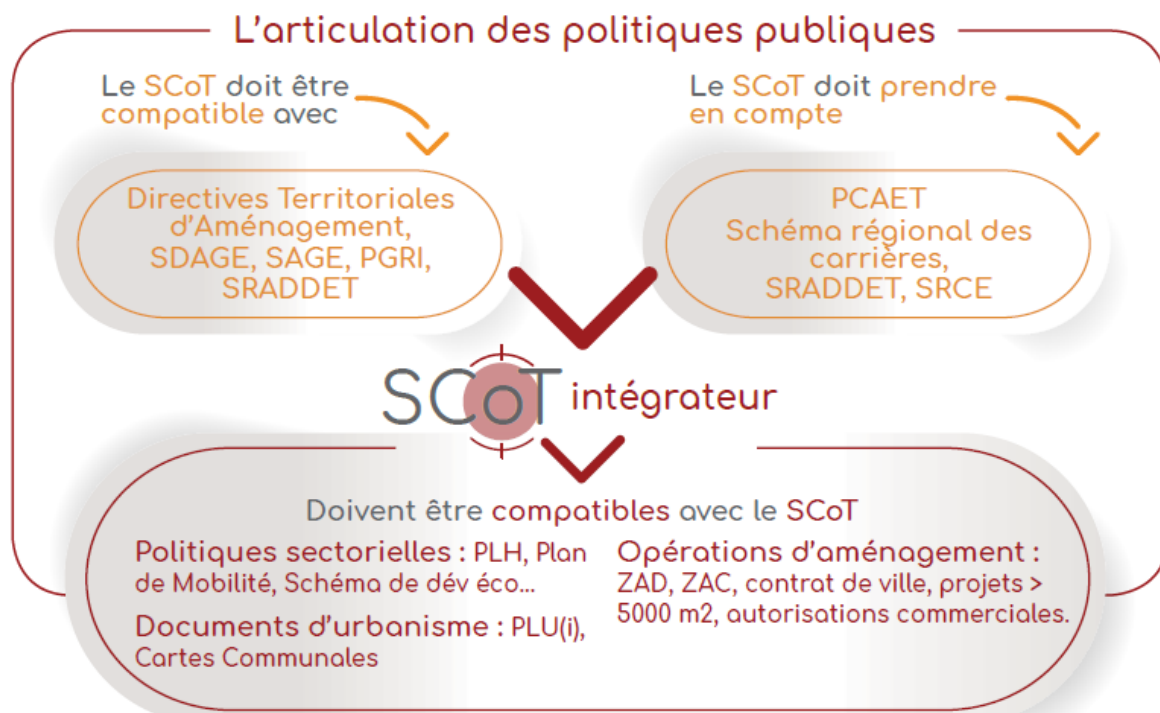 L'articulation des politiques publiques
Le SCoT doit être
compatible avec
Directives Territoriales
d'Aménagement,
SDAGE, SAGE, PGRI,
SRADDET
Le SCoT doit prendre
en compte
PCAET
Schéma régional des
carrières,
SRADDET, SRCE
SCoT intégrateur
Doivent être compatibles avec le SCoT
Politiques sectorielles : PLH, Plan
de Mobilité, Schéma de dév éco...
Documents d'urbanisme : PLU(i),
Cartes Communales
Opérations d'aménagement :
ZAD, ZAC, contrat de ville, projets >
5000 m2, autorisations commerciales.